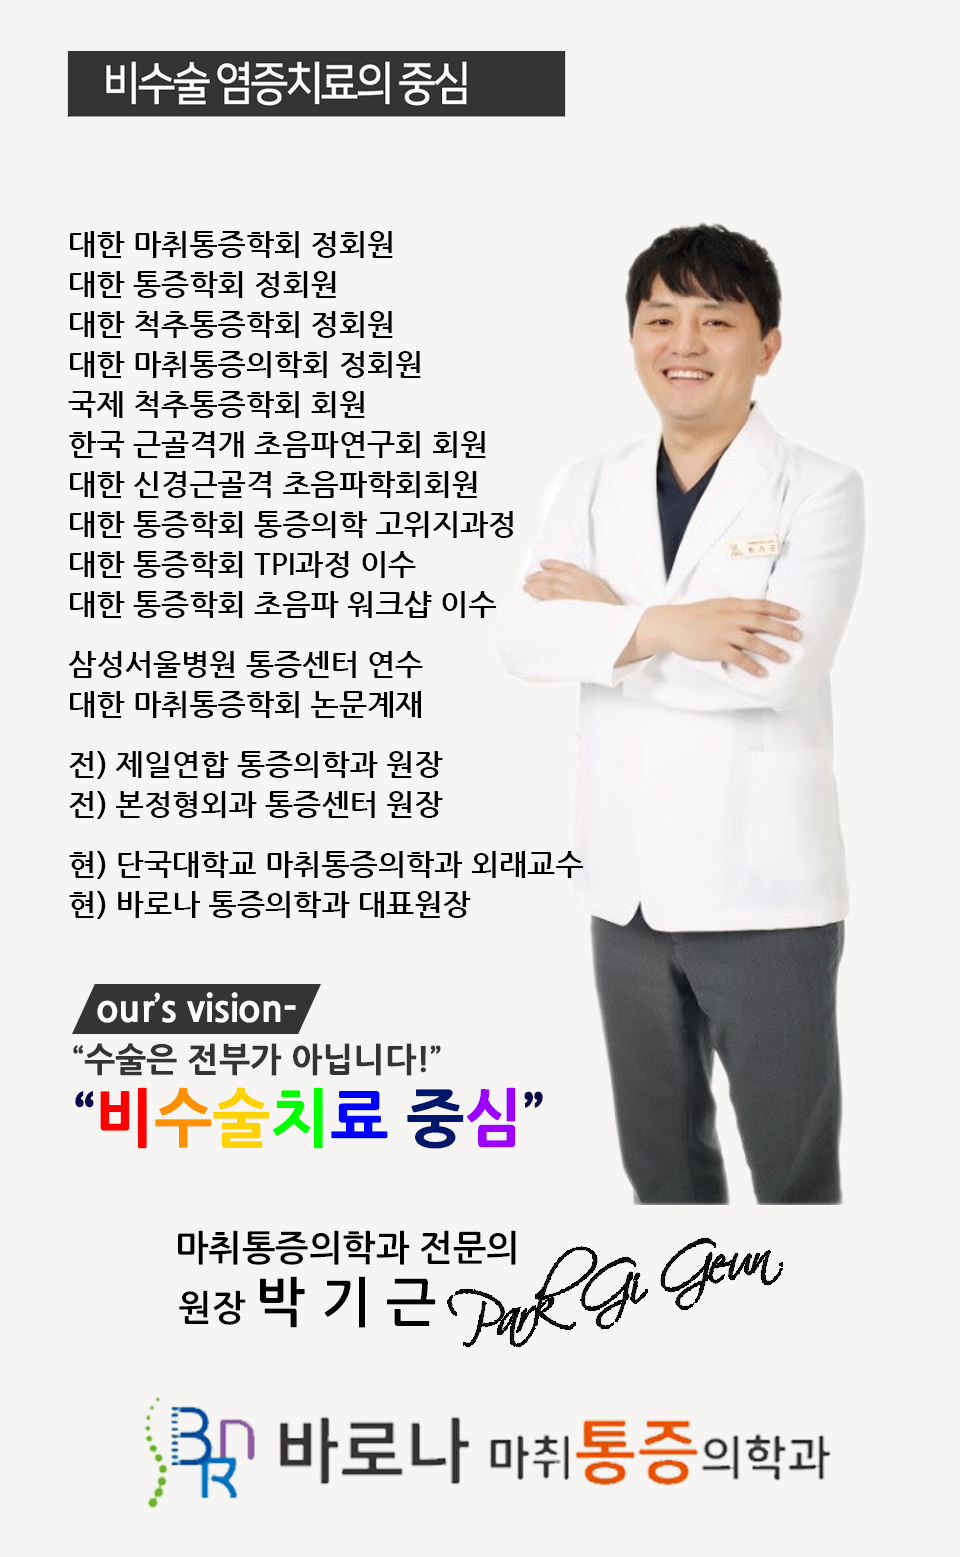 비수술 염증치료의 중심
대한 마취통증학회 정회원
대한 통증학회 정회원
대한 척추통증학회 정회원
대한 마취통증의학회 정회원
국제 척추통증학회 회원
한국 근골격개 초음파연구회 회원
대한 신경근골격 초음파학회회원
대한 통증학회 통증의학 고위지과정
대한 통증학회 TPI과정 이수
대한 통증학회 초음파 워크샵 이수
삼성서울병원 통증센터 연수
대한 마취통증학회 논문계재
전) 제일연합 통증의학과 원장
전) 본정형외과 통증센터 원장
현) 단국대학교 마취통증의학과 외래교수
현) 바로나 통증의학과 대표원장
our’s vision-
“수술은 전부가 아닙니다!”
“비수술치료 중심”
마취통증의학과 전문의
원장 박 기 근 Park Gi Geun
BNR 바로나 마취통증의학과
박 기 근